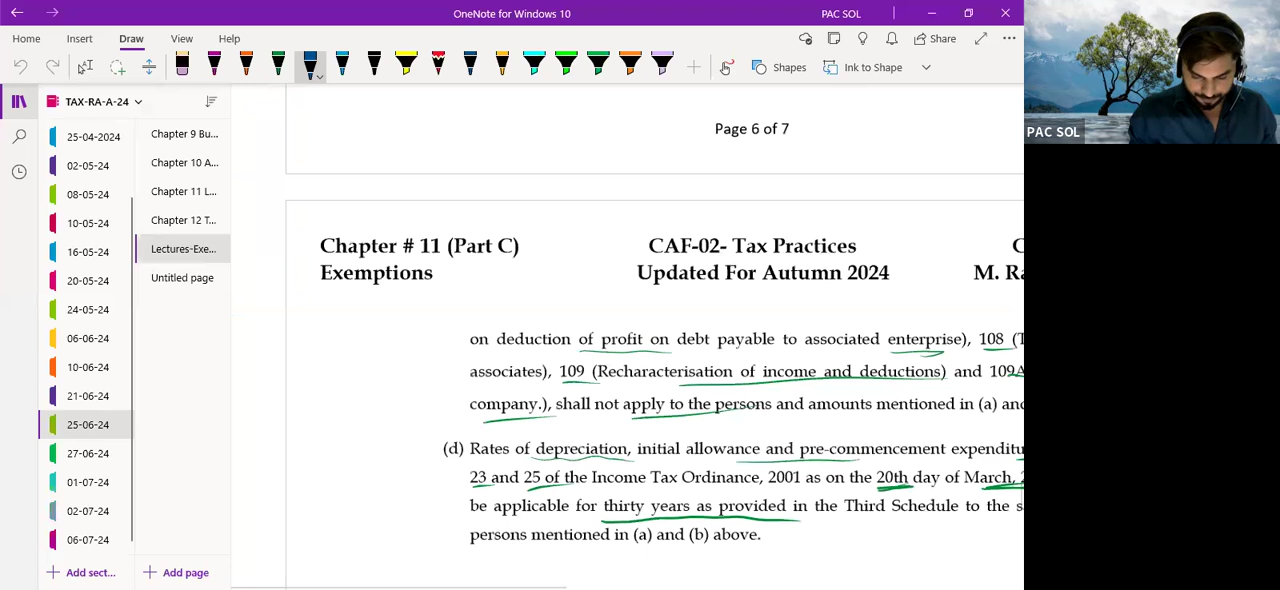 OneNote for Windows 10
PAC SOL
Home
Insert
Draw
View
Help
Share
Shapes
Ink to Shape
TAX-RA-A-24
25-04-2024
02-05-24
08-05-24
10-05-24
16-05-24
20-05-24
24-05-24
06-06-24
10-06-24
21-06-24
25-06-24
27-06-24
01-07-24
02-07-24
06-07-24
Add sect...
Chapter 9 Bu...
Chapter 10 A...
Chapter 11 L...
Chapter 12 T...
Lectures-Exe...
Untitled page
Add page
Page 6 of 7
Chapter # 11 (Part C) CAF-02- Tax Practices C
Exemptions Updated For Autumn 2024 M. Ra
on deduction of profit on debt payable to associated enterprise), 108 (T
associates), 109 (Recharacterisation of income and deductions) and 109A
company.), shall not apply to the persons and amounts mentioned in (a) and
(d) Rates of depreciation, initial allowance and pre-commencement expenditu
23 and 25 of the Income Tax Ordinance, 2001 as on the 20th day of March, 2
be applicable for thirty years as provided in the Third Schedule to the s
persons mentioned in (a) and (b) above.
PAC SOL